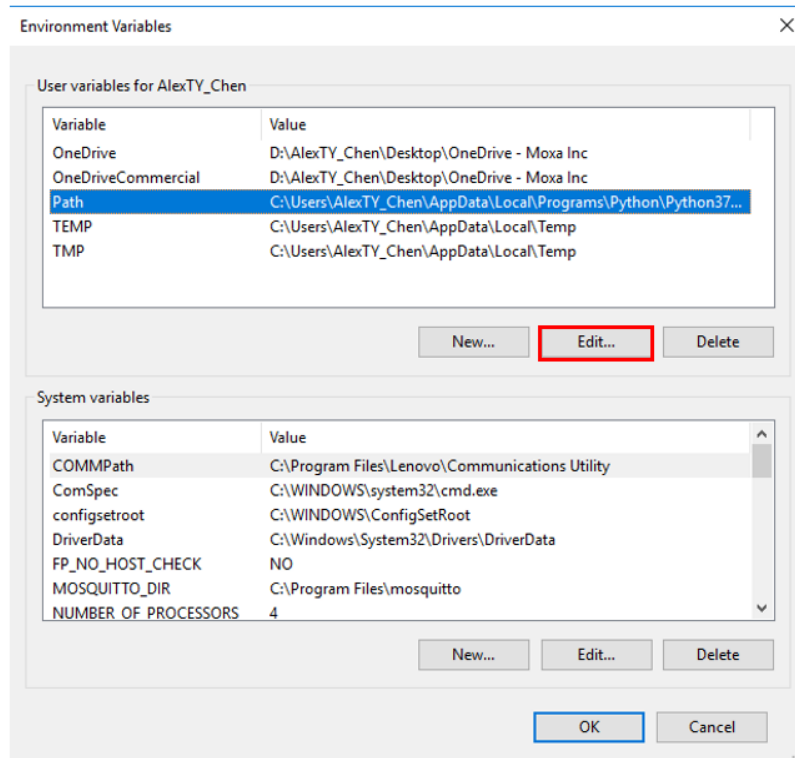 Environment Variables
User variables for AlexTY_Chen
Variable Value
OneDrive D:\AlexTY_Chen\Desktop\OneDrive - Moxa Inc
OneDriveCommercial D:\AlexTY_Chen\Desktop\OneDrive - Moxa Inc
Path C:\Users\AlexTY_Chen\AppData\Local\Programs\Python\Python37...
TEMP C:\Users\AlexTY_Chen\AppData\Local\Temp
TMP C:\Users\AlexTY_Chen\AppData\Local\Temp
New... Edit... Delete
System variables
Variable Value
COMMPath C:\Program Files\Lenovo\Communications Utility
ComSpec C:\WINDOWS\system32\cmd.exe
configsetroot C:\WINDOWS\ConfigSetRoot
DriverData C:\Windows\System32\Drivers\DriverData
FP_NO_HOST_CHECK NO
MOSQUITTO_DIR C:\Program Files\mosquitto
NUMBER_OF_PROCESSORS 4
New... Edit... Delete
OK Cancel